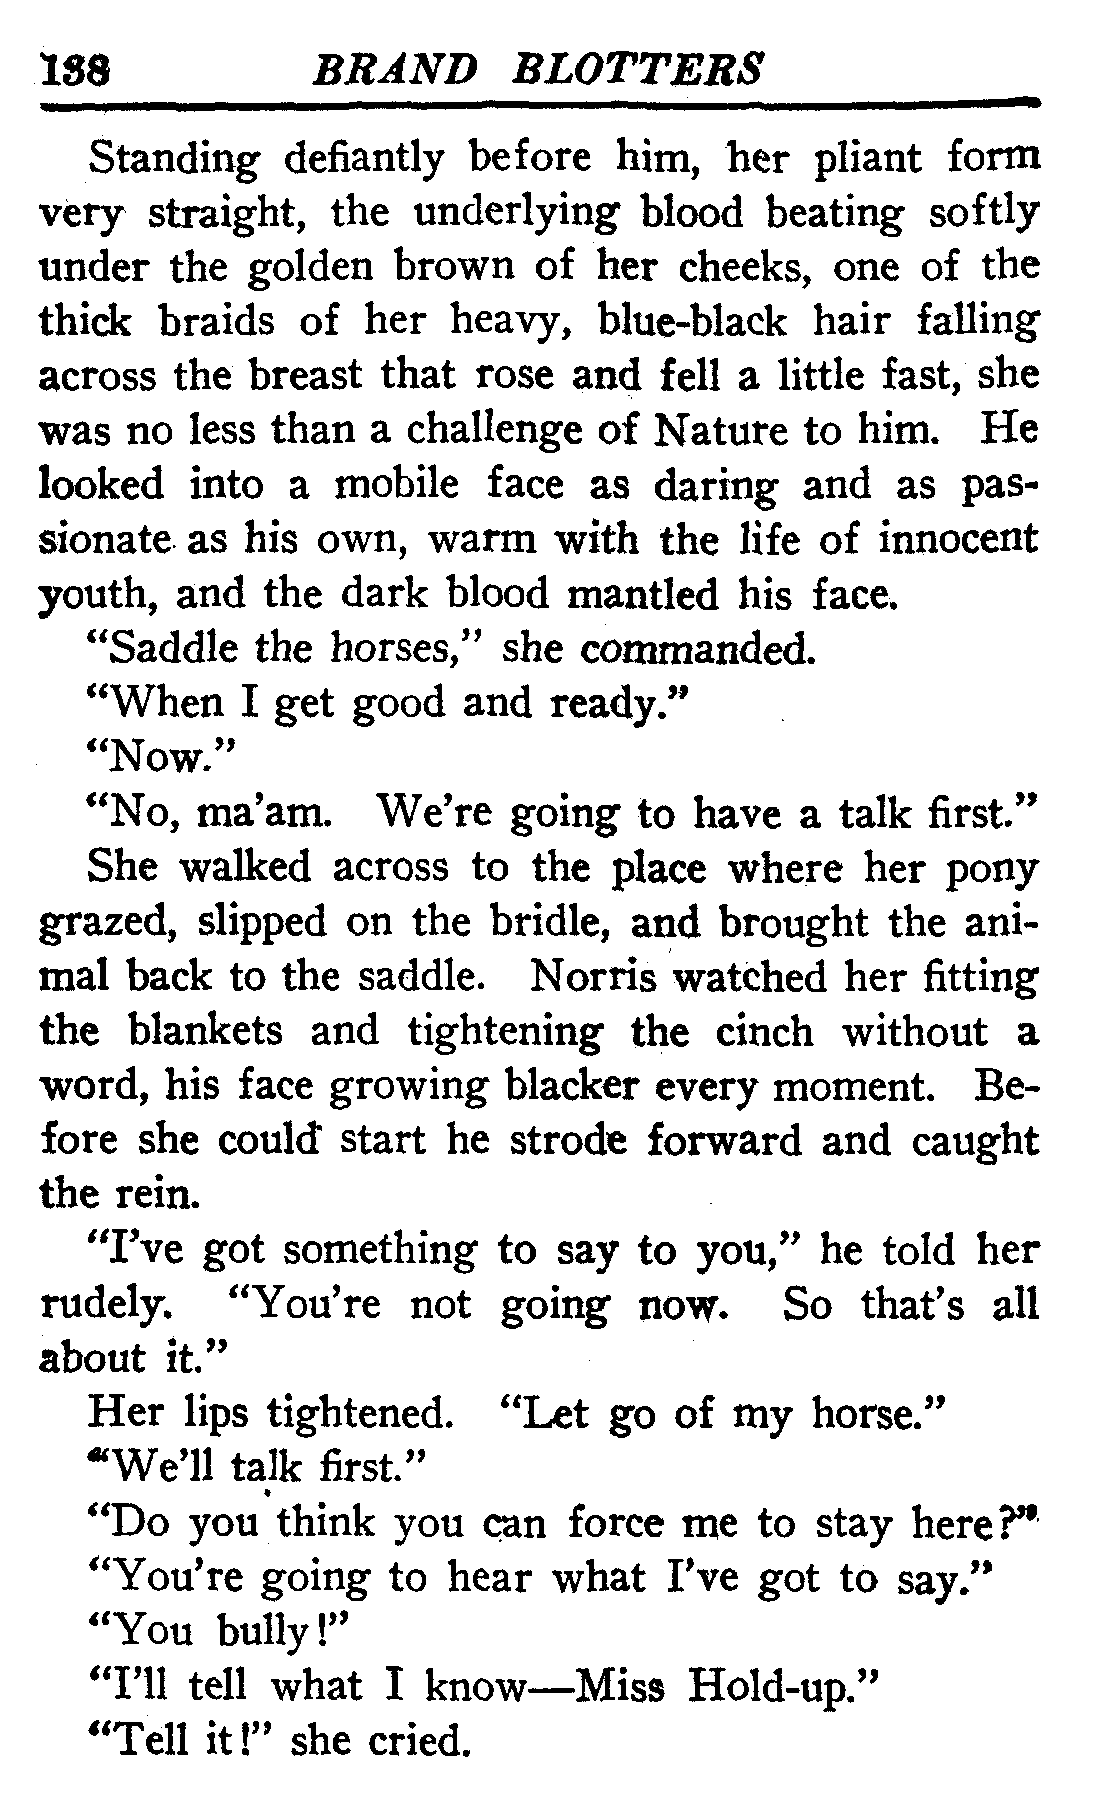 138 BRAND BLOTTERS
Standing defiantly before him, her pliant form
very straight, the underlying blood beating softly
under the golden brown of her cheeks, one of the
thick braids of her heavy, blue-black hair falling
across the breast that rose and fell a little fast, she
was no less than a challenge of Nature to him. He
looked into a mobile face as daring and as pas-
sionate as his own, warm with the life of innocent
youth, and the dark blood mantled his face.
"Saddle the horses," she commanded.
"When I get good and ready."
"Now."
"No, ma'am. We're going to have a talk first."
She walked across to the place where her pony
grazed, slipped on the bridle, and brought the ani-
mal back to the saddle. Norris watched her fitting
the blankets and tightening the cinch without a
word, his face growing blacker every moment. Be-
fore she could start he strode forward and caught
the rein.
"I've got something to say to you," he told her
rudely. "You're not going now. So that's all
about it."
Her lips tightened. "Let go of my horse."
"We'll talk first."
"Do you think you can force me to stay here?"
"You're going to hear what I've got to say."
"You bully!"
"I'll tell what I know—Miss Hold-up."
"Tell it!" she cried.